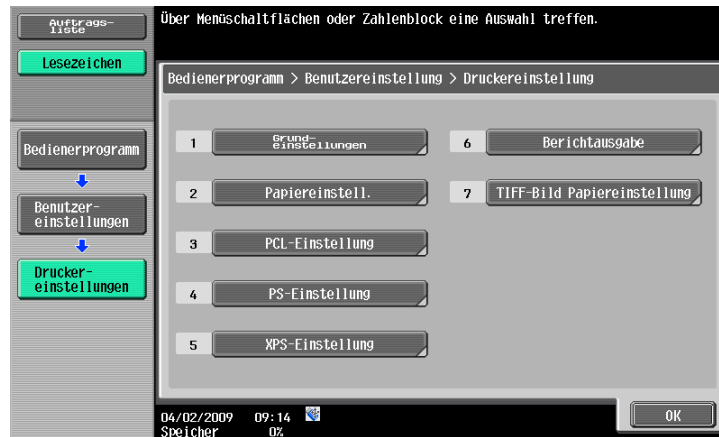 Über Menüschaltflächen oder Zahlenblock eine Auswahl treffen.
Auftrags-
liste
Lesezeichen
Bedienerprogramm > Benutzereinstellung > Druckereinstellung
Bedienerprogramm
Benutzer-
einstellungen
Drucker-
einstellungen
1 Grund-
einstellungen
2 Papiereinstell.
3 PCL-Einstellung
4 PS-Einstellung
5 XPS-Einstellung
6 Berichtausgabe
7 TIFF-Bild Papiereinstellung
04/02/2009 09:14
Speicher 0%
OK